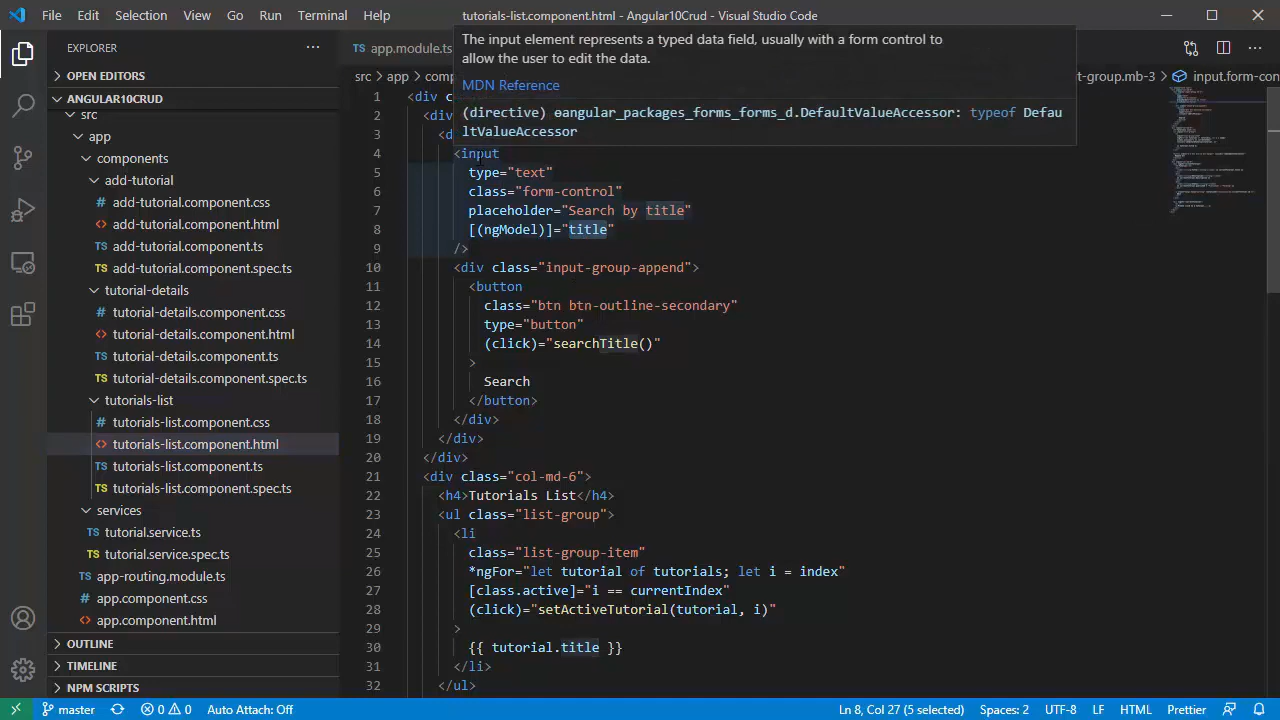 File Edit Selection View Go Run Terminal Help tutorials-list.component.html - Angular10Crud - Visual Studio Code
EXPLORER
OPEN EDITORS
ANGULAR10CRUD
src
app
components
add-tutorial
# add-tutorial.component.css
<> add-tutorial.component.html
TS add-tutorial.component.ts
TS add-tutorial.component.spec.ts
tutorial-details
# tutorial-details.component.css
<> tutorial-details.component.html
TS tutorial-details.component.ts
TS tutorial-details.component.spec.ts
tutorials-list
# tutorials-list.component.css
<> tutorials-list.component.html
TS tutorials-list.component.ts
TS tutorials-list.component.spec.ts
services
TS tutorial.service.ts
TS tutorial.service.spec.ts
TS app-routing.module.ts
# app.component.css
<> app.component.html
OUTLINE
TIMELINE
NPM SCRIPTS
TS app.module.ts
src > app > com
t-group.mb-3 > input.form-con
The input element represents a typed data field, usually with a form control to
allow the user to edit the data.
MDN Reference
(directive) ɵangular_packages_forms_forms_d.DefaultValueAccessor: typeof Defau
ltValueAccessor
1 <div c
2 <div
3 <d
4 <input
5 type="text"
6 class="form-control"
7 placeholder="Search by title"
8 [(ngModel)]="title"
9 />
10 <div class="input-group-append">
11 <button
12 class="btn btn-outline-secondary"
13 type="button"
14 (click)="searchTitle()"
15 >
16 Search
17 </button>
18 </div>
19 </div>
20 </div>
21 <div class="col-md-6">
22 <h4>Tutorials List</h4>
23 <ul class="list-group">
24 <li
25 class="list-group-item"
26 *ngFor="let tutorial of tutorials; let i = index"
27 [class.active]="i == currentIndex"
28 (click)="setActiveTutorial(tutorial, i)"
29 >
30 {{ tutorial.title }}
31 </li>
32 </ul>
master 0 0 Auto Attach: Off Ln 8, Col 27 (5 selected) Spaces: 2 UTF-8 LF HTML Prettier